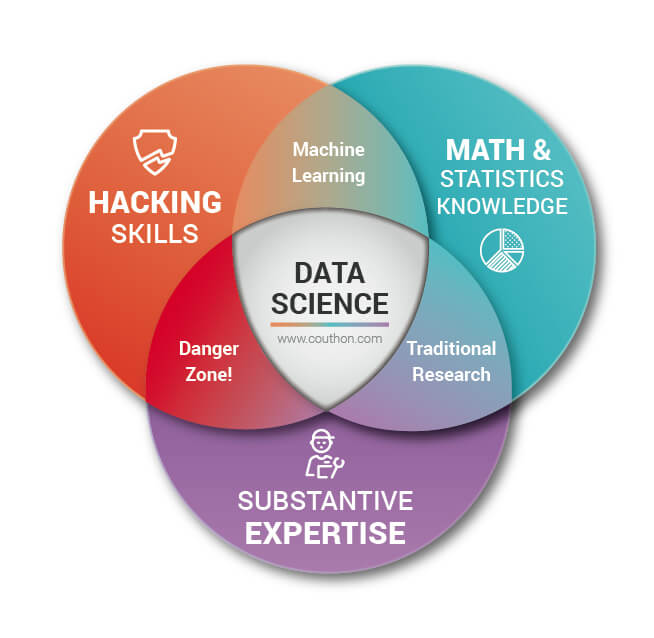 Machine
Learning
MATH &
STATISTICS
KNOWLEDGE
HACKING
SKILLS
DATA
SCIENCE
www.couthon.com
Danger
Zone!
Traditional
Research
SUBSTANTIVE
EXPERTISE